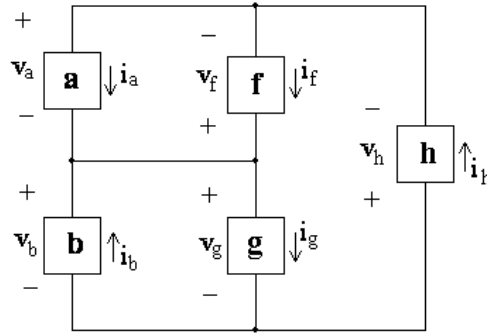 + −
v_a a i_a v_f f i_f
− + − v_h h i_h
+ + +
v_b b i_b v_g g i_g
− −